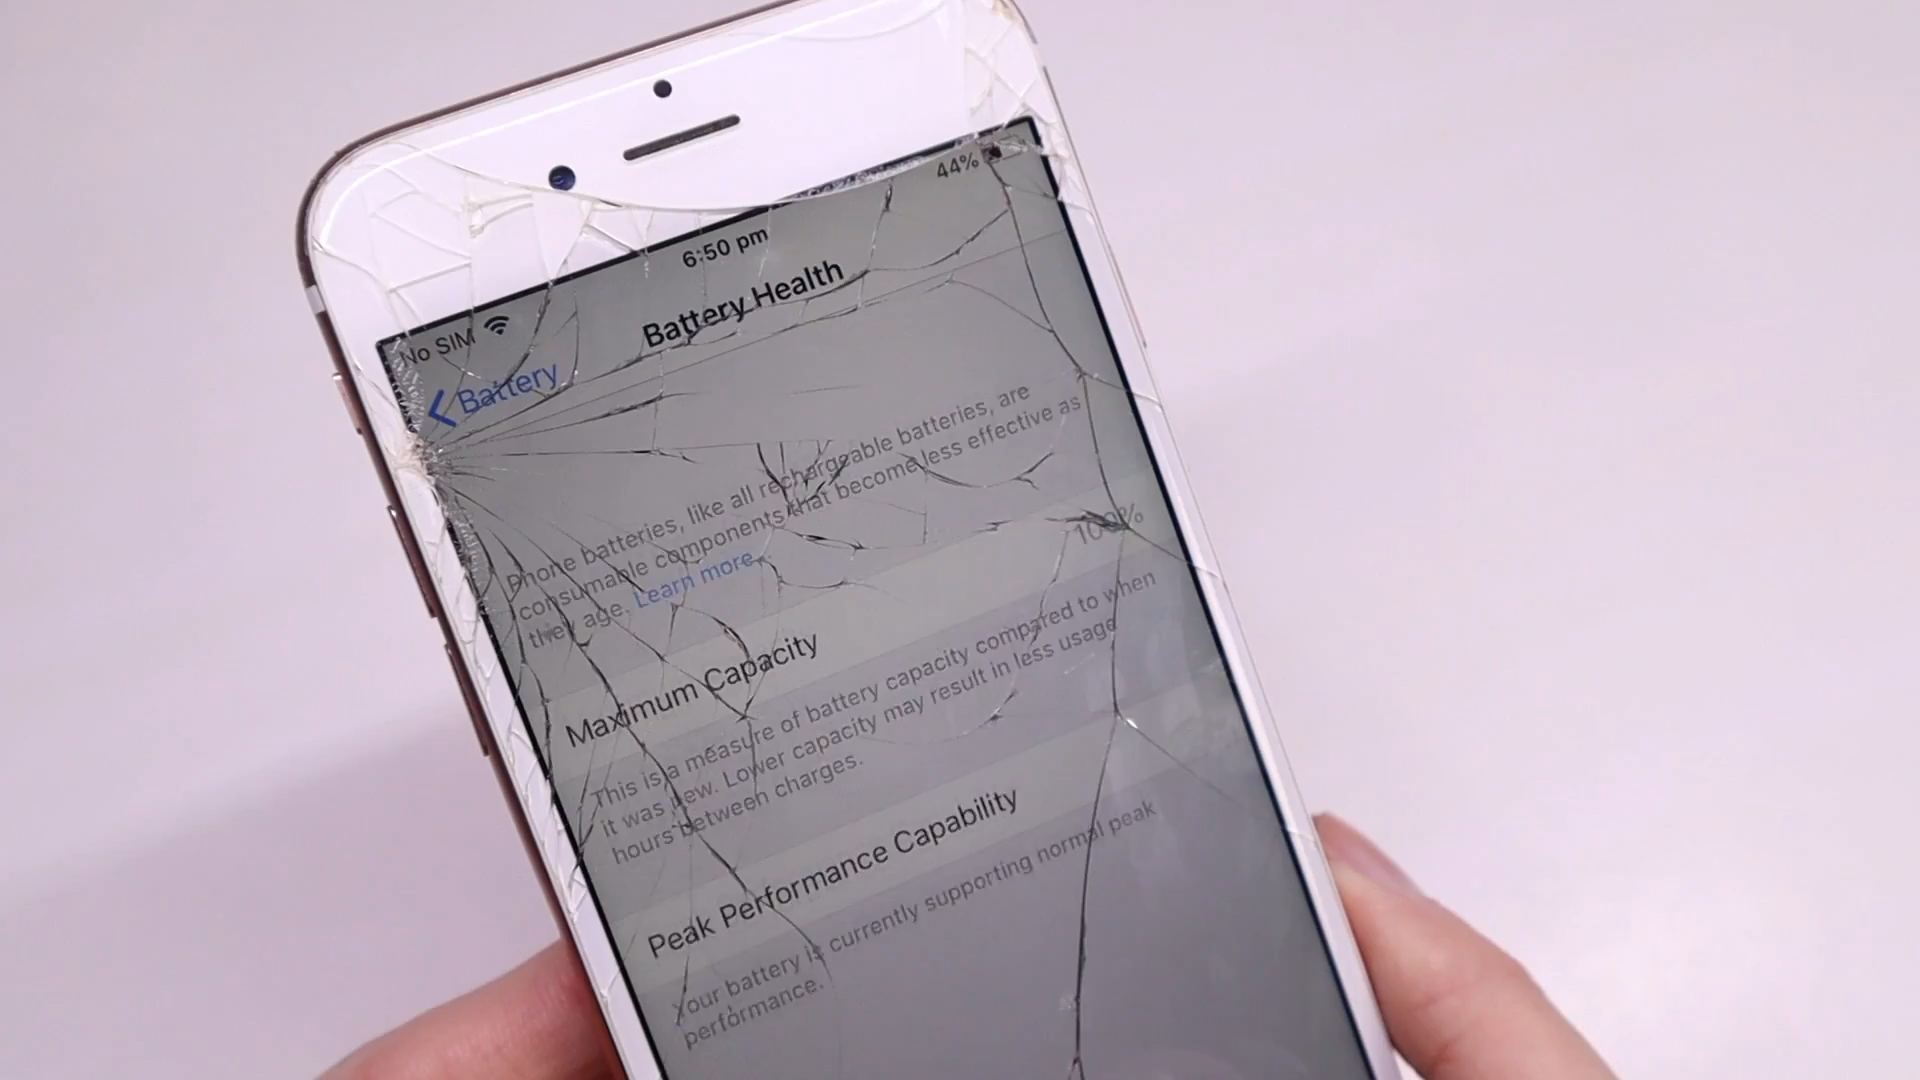 No SIM 6:50 pm 44%
Battery Battery Health
Phone batteries, like all rechargeable batteries, are
consumable components that become less effective as
they age. Learn more...
Maximum Capacity 100%
This is a measure of battery capacity compared to when
it was new. Lower capacity may result in less usage
hours between charges.
Peak Performance Capability
Your battery is currently supporting normal peak
performance.